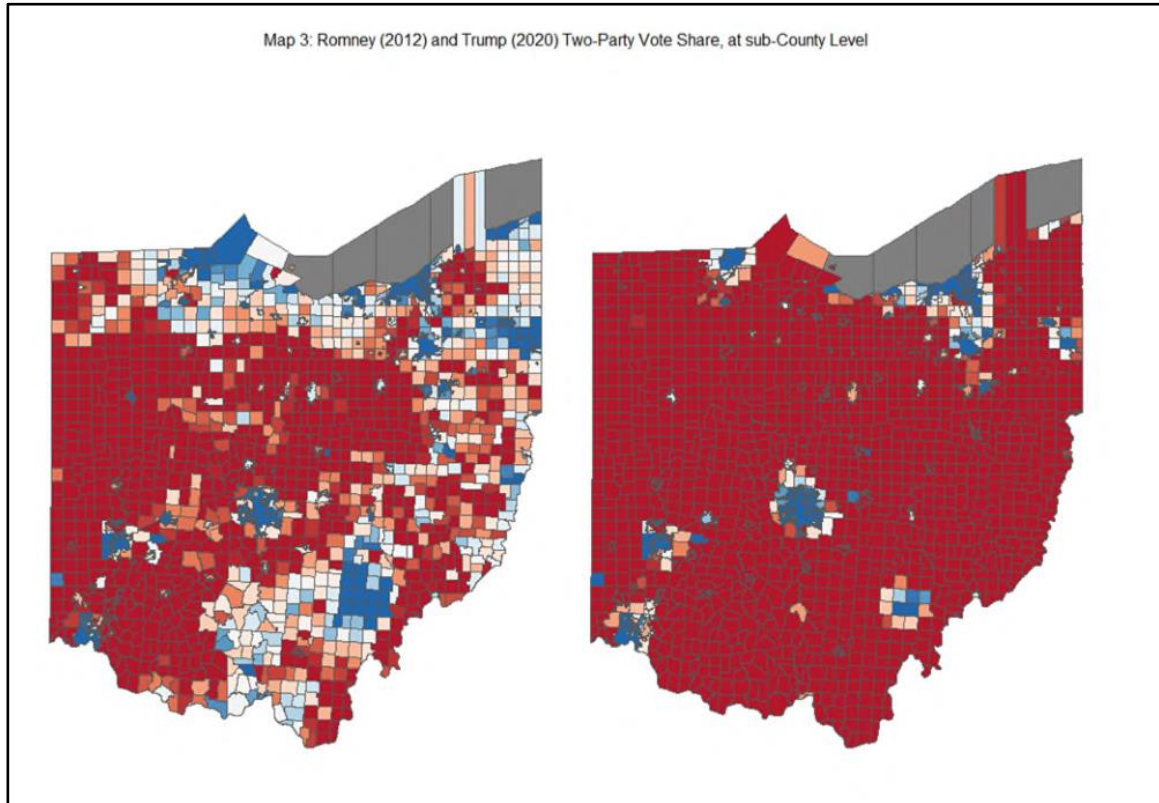 Map 3: Romney (2012) and Trump (2020) Two-Party Vote Share, at sub-County Level